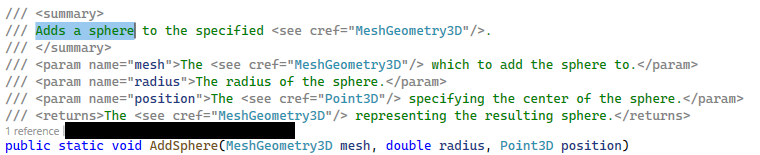 /// <summary>
/// Adds a sphere to the specified <see cref="MeshGeometry3D"/>.
/// </summary>
/// <param name="mesh">The <see cref="MeshGeometry3D"/> which to add the sphere to.</param>
/// <param name="radius">The radius of the sphere.</param>
/// <param name="position">The <see cref="Point3D"/> specifying the center of the sphere.</param>
/// <returns>The <see cref="MeshGeometry3D"/> representing the resulting sphere.</returns>
1 reference |
public static void AddSphere(MeshGeometry3D mesh, double radius, Point3D position)